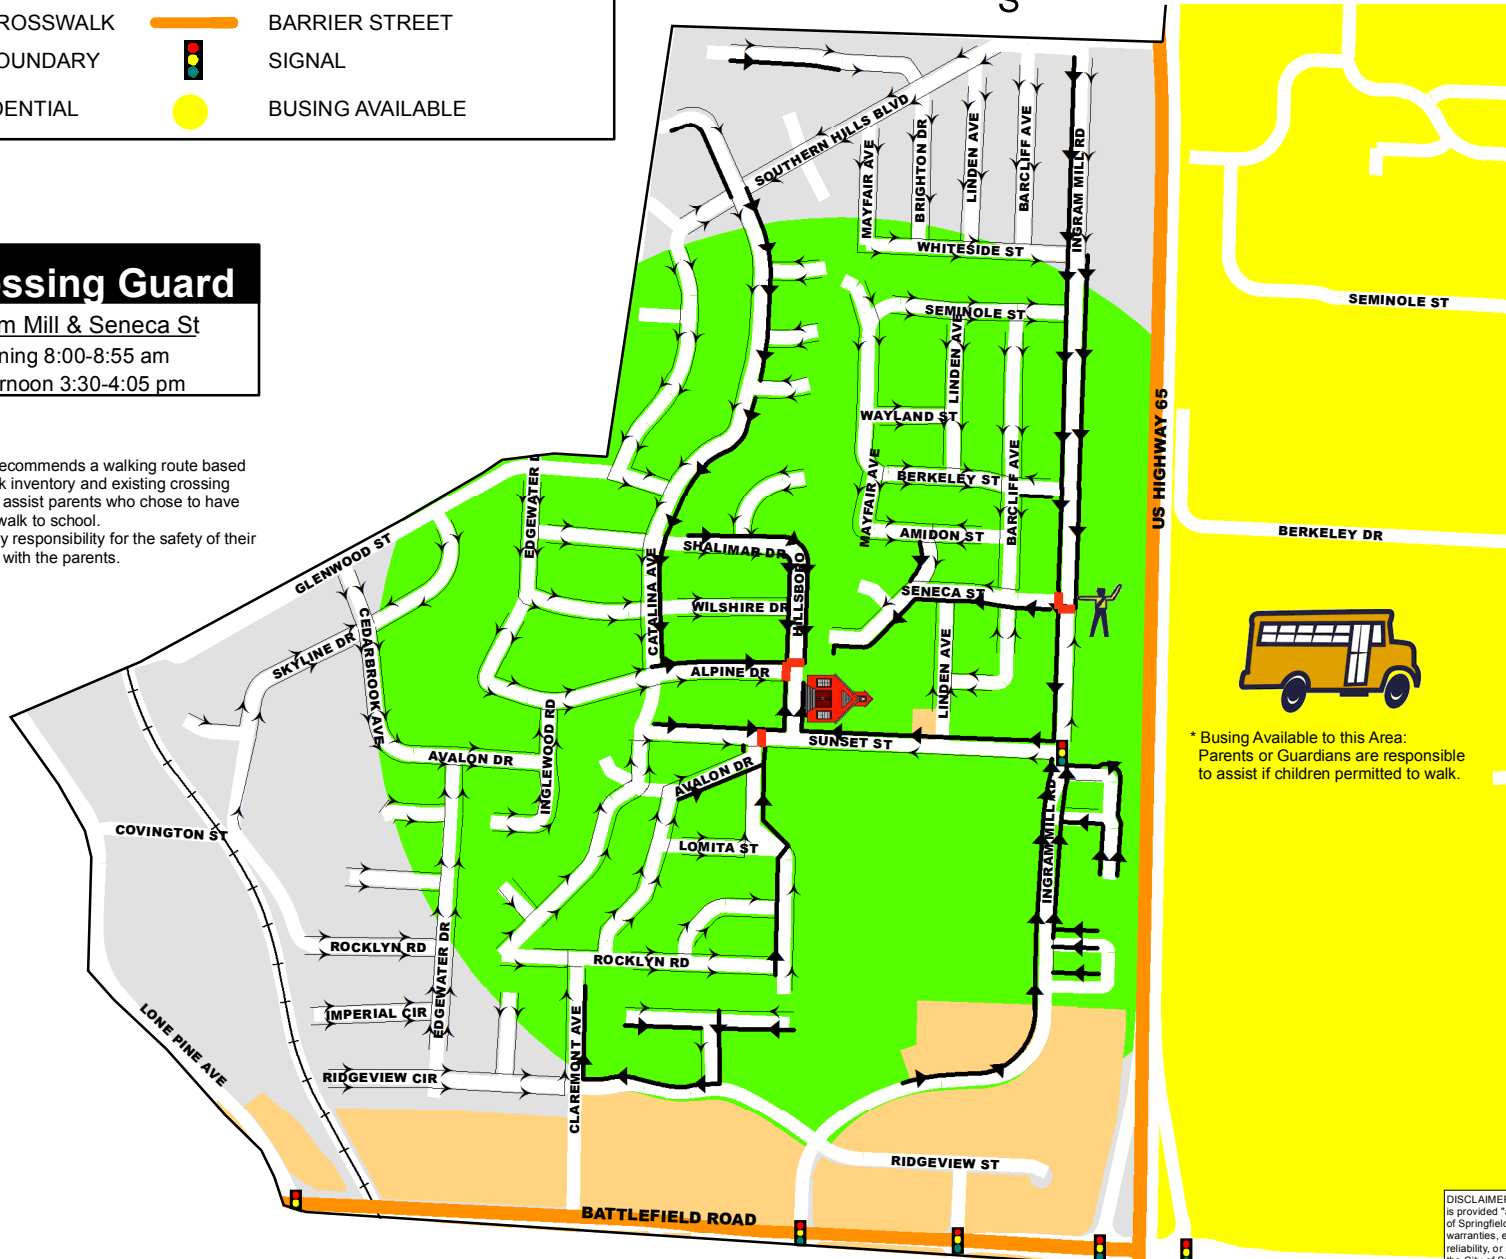 ROSSWALK
BARRIER STREET
OUNDARY
SIGNAL
DENTIAL
BUSING AVAILABLE
S
ssing Guard
m Mill & Seneca St
ning 8:00-8:55 am
rnoon 3:30-4:05 pm
ecommends a walking route based
k inventory and existing crossing
assist parents who chose to have
walk to school.
y responsibility for the safety of their
with the parents.
SOUTHERN HILLS BLVD
MAYFAIR AVE
BRIGHTON DR
LINDEN AVE
BARCLIFF AVE
INGRAM MILL RD
WHITESIDE ST
SEMINOLE ST
SEMINOLE ST
LINDEN AVE
WAYLAND ST
US HIGHWAY 65
MAYFAIR AVE
BERKELEY ST
BARCLIFF AVE
AMIDON ST
BERKELEY DR
EDGEWATER D
GLENWOOD ST
SHALIMAR DR
HILLSBORO
CATALINA AVE
WILSHIRE DR
SENECA ST
CEDARBROOK AVE
SKYLINE DR
ALPINE DR
LINDEN AVE
SUNSET ST
INGLEWOOD RD
AVALON DR
AVALON DR
* Busing Available to this Area:
Parents or Guardians are responsible
to assist if children permitted to walk.
COVINGTON ST
LOMITA ST
INGRAM MILL RD
ROCKLYN RD
EDGEWATER DR
ROCKLYN RD
IMPERIAL CIR
LONE PINE AVE
CLAREMONT AVE
RIDGEVIEW CIR
RIDGEVIEW ST
BATTLEFIELD ROAD
DISCLAIMER
is provided "a
of Springfield
warranties, e
reliability, or